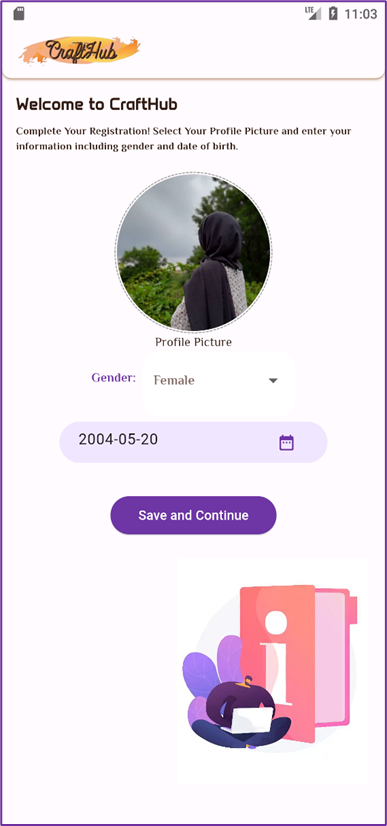 LTE 11:03
CraftHub
Welcome to CraftHub
Complete Your Registration! Select Your Profile Picture and enter your
information including gender and date of birth.
Profile Picture
Gender: Female
2004-05-20
Save and Continue
i